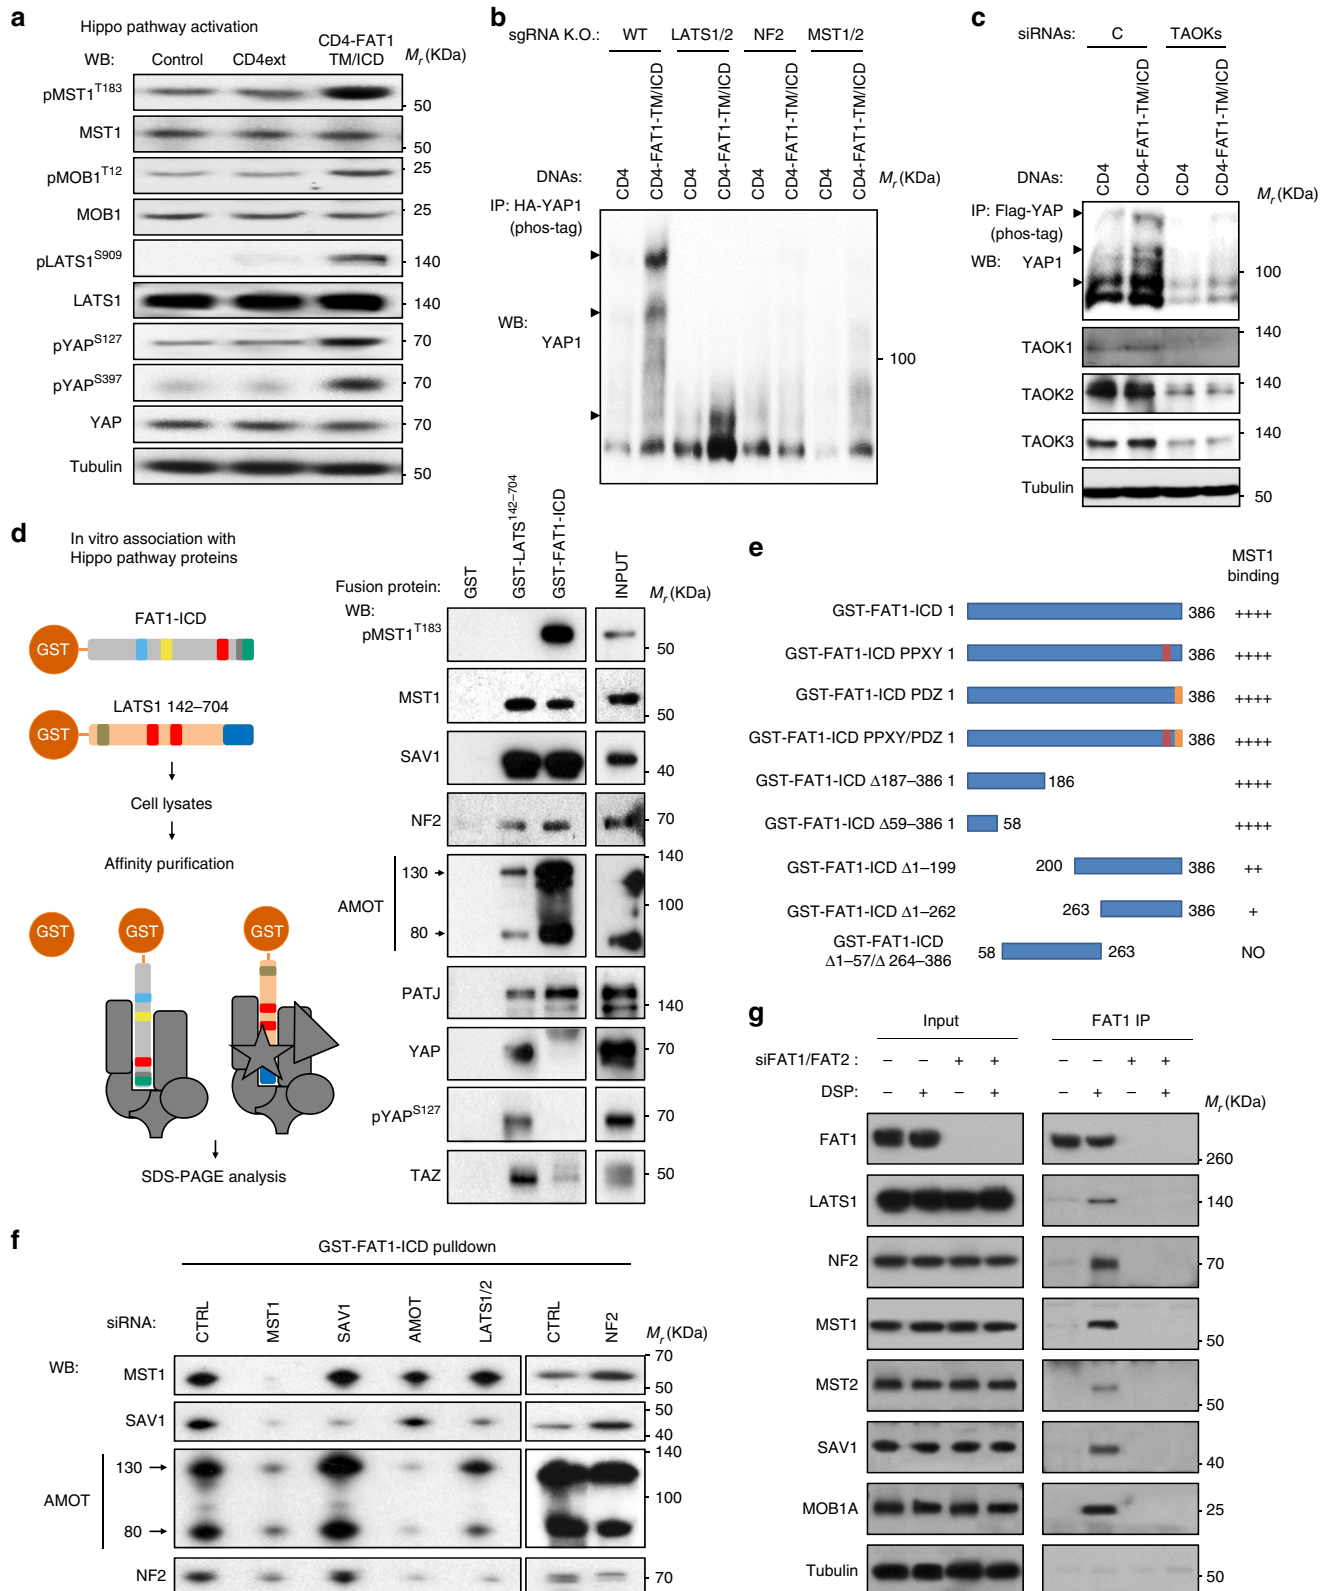 a
Hippo pathway activation
WB: Control CD4ext CD4-FAT1 TM/ICD Mr (KDa)
pMST1T183 50
MST1 50
pMOB1T12 25
MOB1 25
pLATS1S909 140
LATS1 140
pYAPS127 70
pYAPS397 70
YAP 70
Tubulin 50
b
sgRNA K.O.: WT LATS1/2 NF2 MST1/2
DNAs: CD4 CD4-FAT1-TM/ICD CD4 CD4-FAT1-TM/ICD CD4 CD4-FAT1-TM/ICD CD4 CD4-FAT1-TM/ICD Mr (KDa)
IP: HA-YAP1
(phos-tag)
WB:
YAP1
100
c
siRNAs: C TAOKs
DNAs: CD4 CD4-FAT1-TM/ICD CD4 CD4-FAT1-TM/ICD Mr (KDa)
IP: Flag-YAP
(phos-tag)
WB: YAP1
100
TAOK1 140
TAOK2 140
TAOK3 140
Tubulin 50
d
In vitro association with
Hippo pathway proteins
FAT1-ICD
GST
LATS1 142–704
GST
Cell lysates
Affinity purification
GST GST GST
SDS-PAGE analysis
Fusion protein: GST GST-LATS142–704 GST-FAT1-ICD INPUT Mr (KDa)
WB:
pMST1T183 50
MST1 50
SAV1 40
NF2 70
AMOT 130 80 140 100
PATJ 140
YAP 70
pYAPS127 70
TAZ 50
e
MST1
binding
GST-FAT1-ICD 1 386 ++++
GST-FAT1-ICD PPXY 1 386 ++++
GST-FAT1-ICD PDZ 1 386 ++++
GST-FAT1-ICD PPXY/PDZ 1 386 ++++
GST-FAT1-ICD Δ187–386 1 186 ++++
GST-FAT1-ICD Δ59–386 1 58 ++++
GST-FAT1-ICD Δ1–199 200 386 ++
GST-FAT1-ICD Δ1–262 263 386 +
GST-FAT1-ICD
Δ1–57/Δ 264–386 58 263 NO
f
GST-FAT1-ICD pulldown
siRNA: CTRL MST1 SAV1 AMOT LATS1/2 CTRL NF2 Mr (KDa)
WB:
MST1 70 50
SAV1 50 40
AMOT 130 80 140 100
NF2 70
g
Input FAT1 IP
siFAT1/FAT2 : – – + + – – + +
DSP: – + – + – + – + Mr (KDa)
FAT1 260
LATS1 140
NF2 70
MST1 50
MST2 50
SAV1 40
MOB1A 25
Tubulin 50